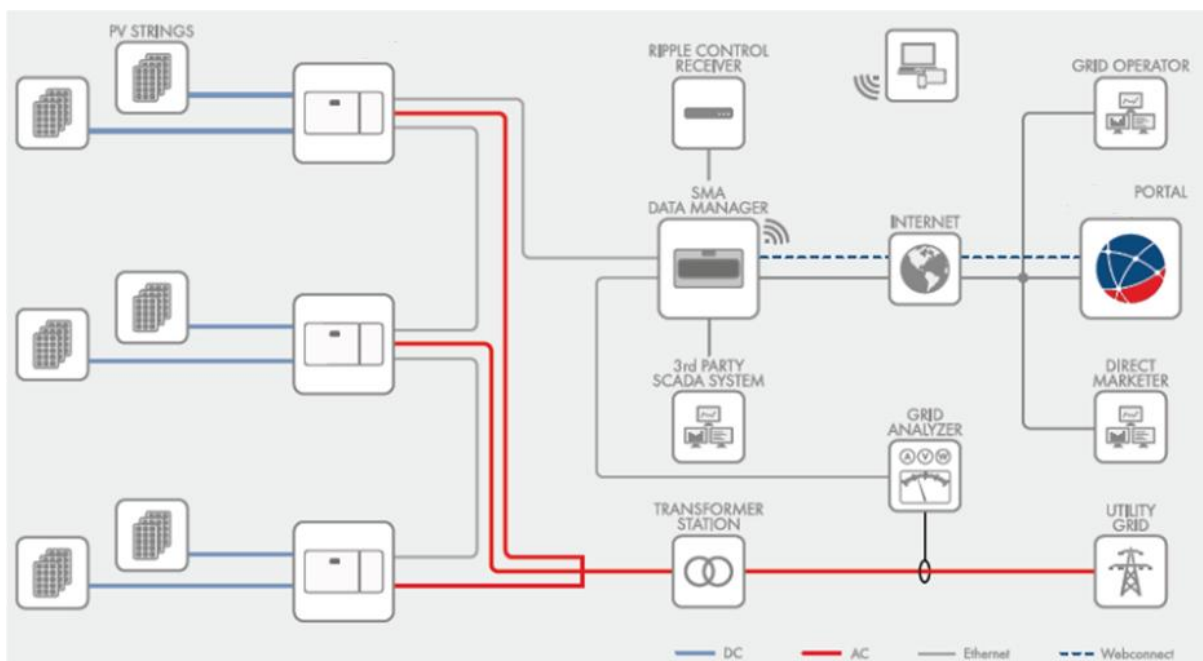 PV STRINGS
RIPPLE CONTROL
RECEIVER
GRID OPERATOR
SMA
DATA MANAGER
INTERNET
PORTAL
3rd PARTY
SCADA SYSTEM
GRID
ANALYZER
DIRECT
MARKETER
A V W
TRANSFORMER
STATION
UTILITY
GRID
DC
AC
Ethernet
Webconnect